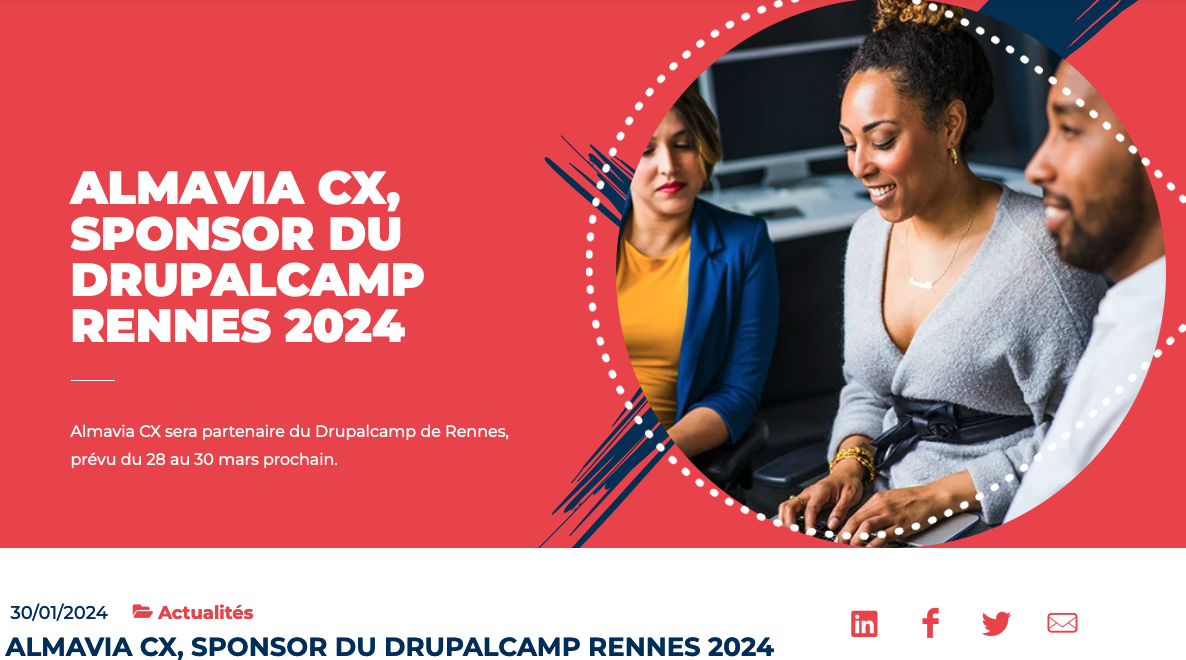 ALMAVIA CX,
SPONSOR DU
DRUPALCAMP
RENNES 2024
Almavia CX sera partenaire du Drupalcamp de Rennes,
prévu du 28 au 30 mars prochain.
30/01/2024 Actualités
ALMAVIA CX, SPONSOR DU DRUPALCAMP RENNES 2024